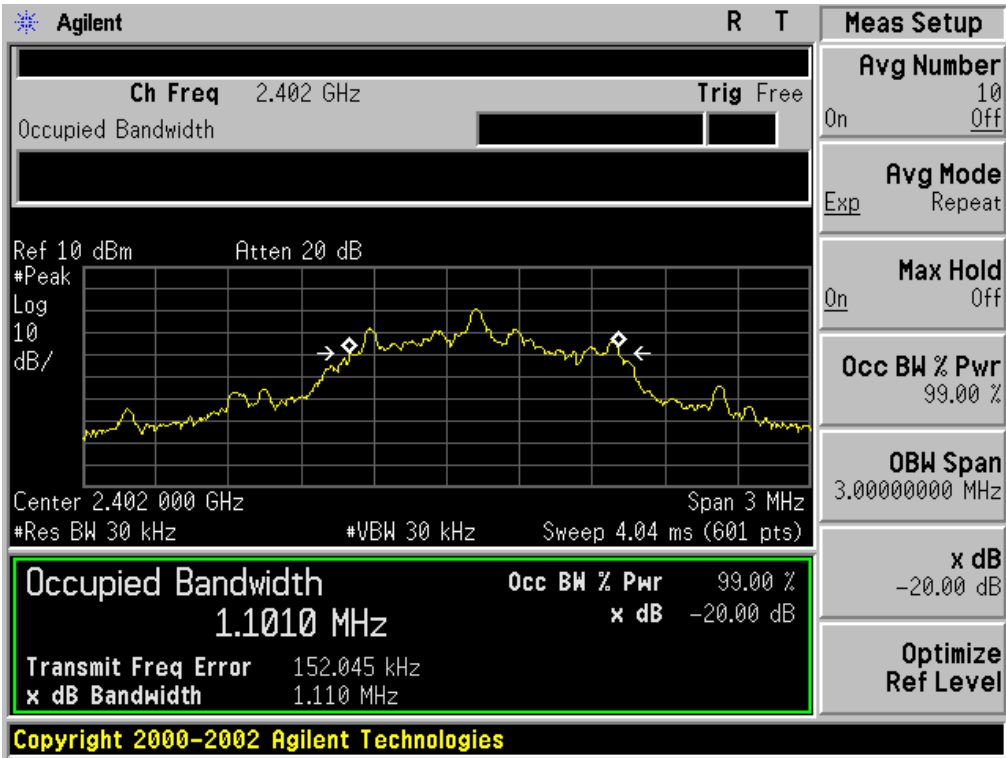 Agilent R T
Ch Freq 2.402 GHz Trig Free
Occupied Bandwidth
Ref 10 dBm Atten 20 dB
#Peak
Log
10
dB/
Center 2.402 000 GHz Span 3 MHz
#Res BW 30 kHz #VBW 30 kHz Sweep 4.04 ms (601 pts)
Occupied Bandwidth Occ BW % Pwr 99.00 %
1.1010 MHz x dB -20.00 dB
Transmit Freq Error 152.045 kHz
x dB Bandwidth 1.110 MHz
Copyright 2000-2002 Agilent Technologies
Meas Setup
Avg Number
10
On Off
Avg Mode
Exp Repeat
Max Hold
On Off
Occ BW % Pwr
99.00 %
OBW Span
3.00000000 MHz
x dB
-20.00 dB
Optimize
Ref Level